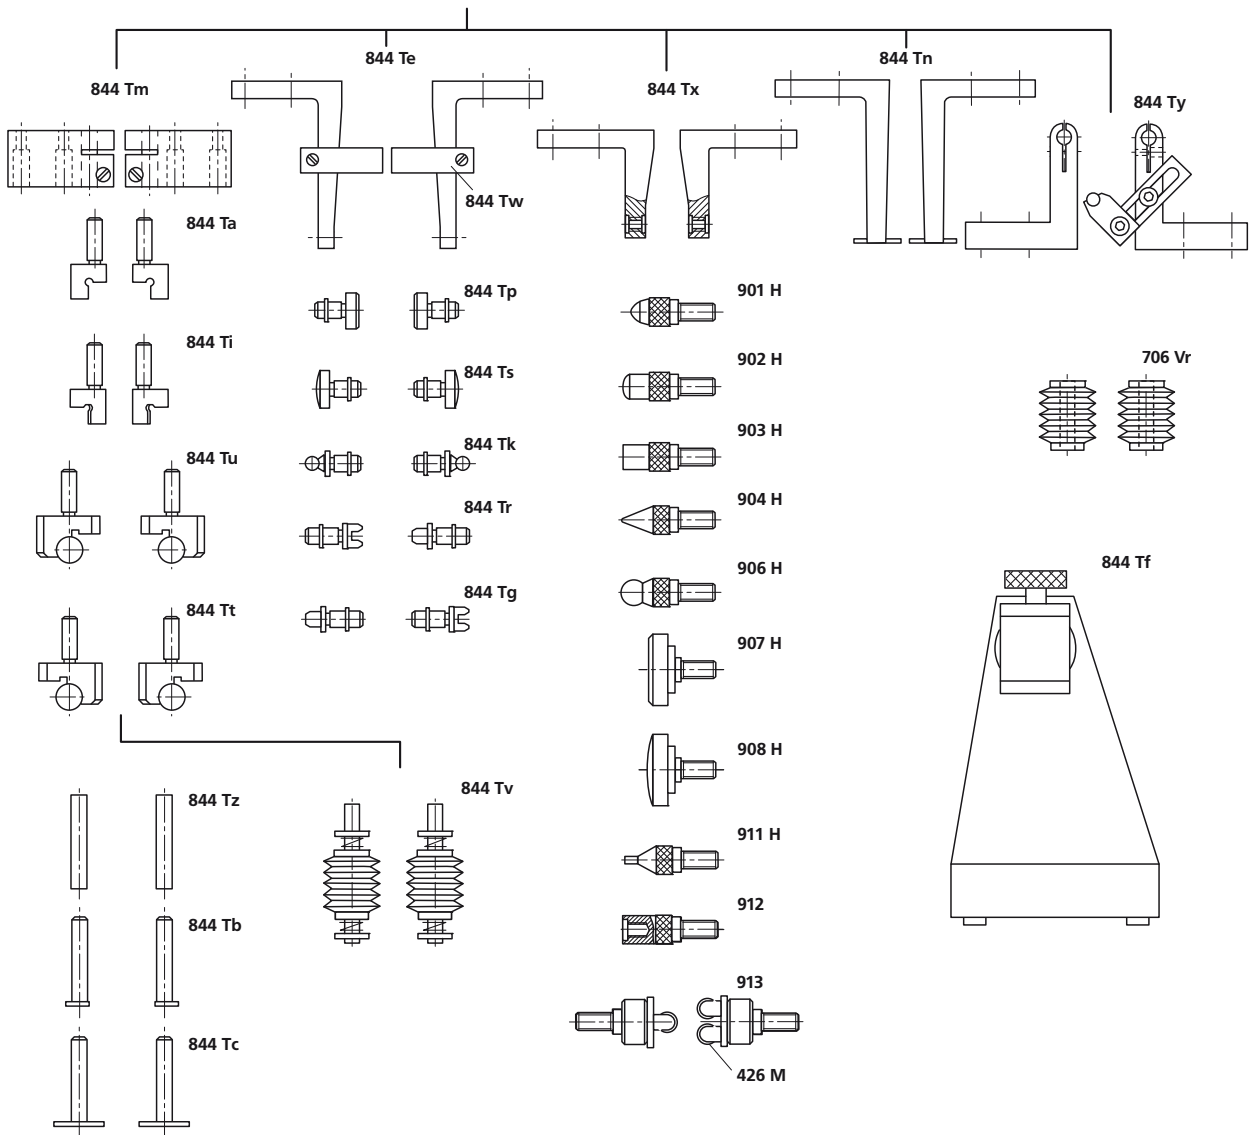 844 Te
844 Tn
844 Tm
844 Tx
844 Ty
844 Tw
844 Ta
844 Tp
901 H
844 Ti
844 Ts
902 H
706 Vr
844 Tu
844 Tk
903 H
844 Tr
904 H
844 Tf
844 Tt
844 Tg
906 H
907 H
908 H
844 Tz
844 Tv
911 H
844 Tb
912
913
844 Tc
426 M